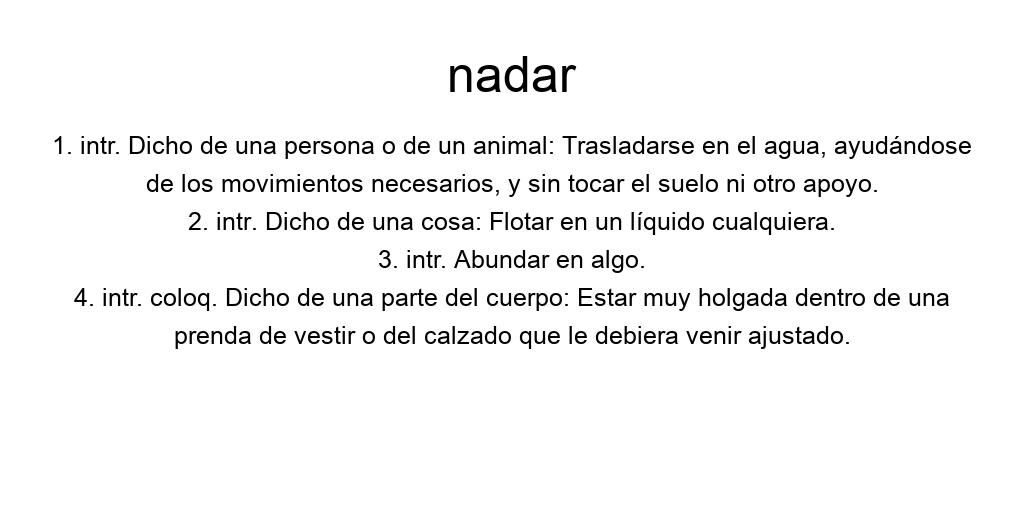 nadar
1. intr. Dicho de una persona o de un animal: Trasladarse en el agua, ayudándose
de los movimientos necesarios, y sin tocar el suelo ni otro apoyo.
2. intr. Dicho de una cosa: Flotar en un líquido cualquiera.
3. intr. Abundar en algo.
4. intr. coloq. Dicho de una parte del cuerpo: Estar muy holgada dentro de una
prenda de vestir o del calzado que le debiera venir ajustado.